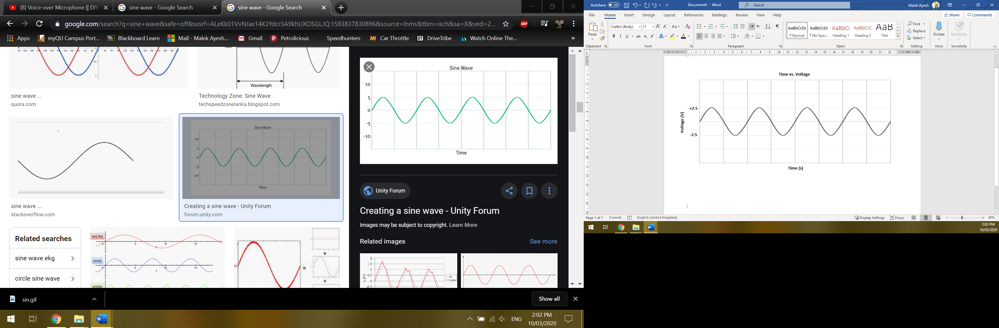 (8) Voice-over Microphone || DIY
sine wave - Google Search
sine wave - Google Search
google.com/search?q=sine+wave&safe=off&sxsrf=ALeKk01VvNJax14K3Ydcr3A9khUXOSGLJQ:1583837830896&source=lnms&tbm=isch&sa=X&ved=2...
ABP
Apps
myQU Campus Port...
Bb Blackboard Learn
Mail - Malek Ayesh...
Gmail
Petrolicious
Speedhunters
Car Throttle
DT DriveTribe
Watch Online The...
»
Wavelength
sine wave ...
quora.com
Technology Zone: Sine Wave
techspeedzonelanka.blogspot.com
sine wave ...
stackoverflow.com
Sine Wave
10
5
0
-5
-10
Time
Creating a sine wave - Unity Forum
forum.unity.com
Related searches
sine wave ekg
circle sine wave
sin(.5x)
0 5 10 15
x
sin(x)
0 5 10 15
x
sin(2x)
+
=
+
Sine Wave
10
5
0
-5
-10
Time
Unity Forum
Creating a sine wave - Unity Forum
Images may be subject to copyright. Learn More
Related images
See more
2
1.5
1
0.5
0
-0.5
sin.gif
Show all
ENG
2:02 PM
10/03/2020
AutoSave Off
Document4 - Word
Search
Malek Ayesh
File Home Insert Design Layout References Mailings Review View Help
Share Comments
Paste
Calibri (Body) 11
Clipboard
Font
Paragraph
AaBbCcDc
¶ Normal
AaBbCcDc
¶ No Spac...
AaBbCc
Heading 1
AaBbCcD
Heading 2
AaB
Title
Styles
Find
Replace
Select
Editing
Dictate
Voice
Sensitivity
Sensitivity
Time vs. Voltage
+2.5
-2.5
Voltage (V)
Time (s)
Page 1 of 1 9 words English (United Kingdom)
Display Settings Focus 80%
2:02 PM
10/03/2020